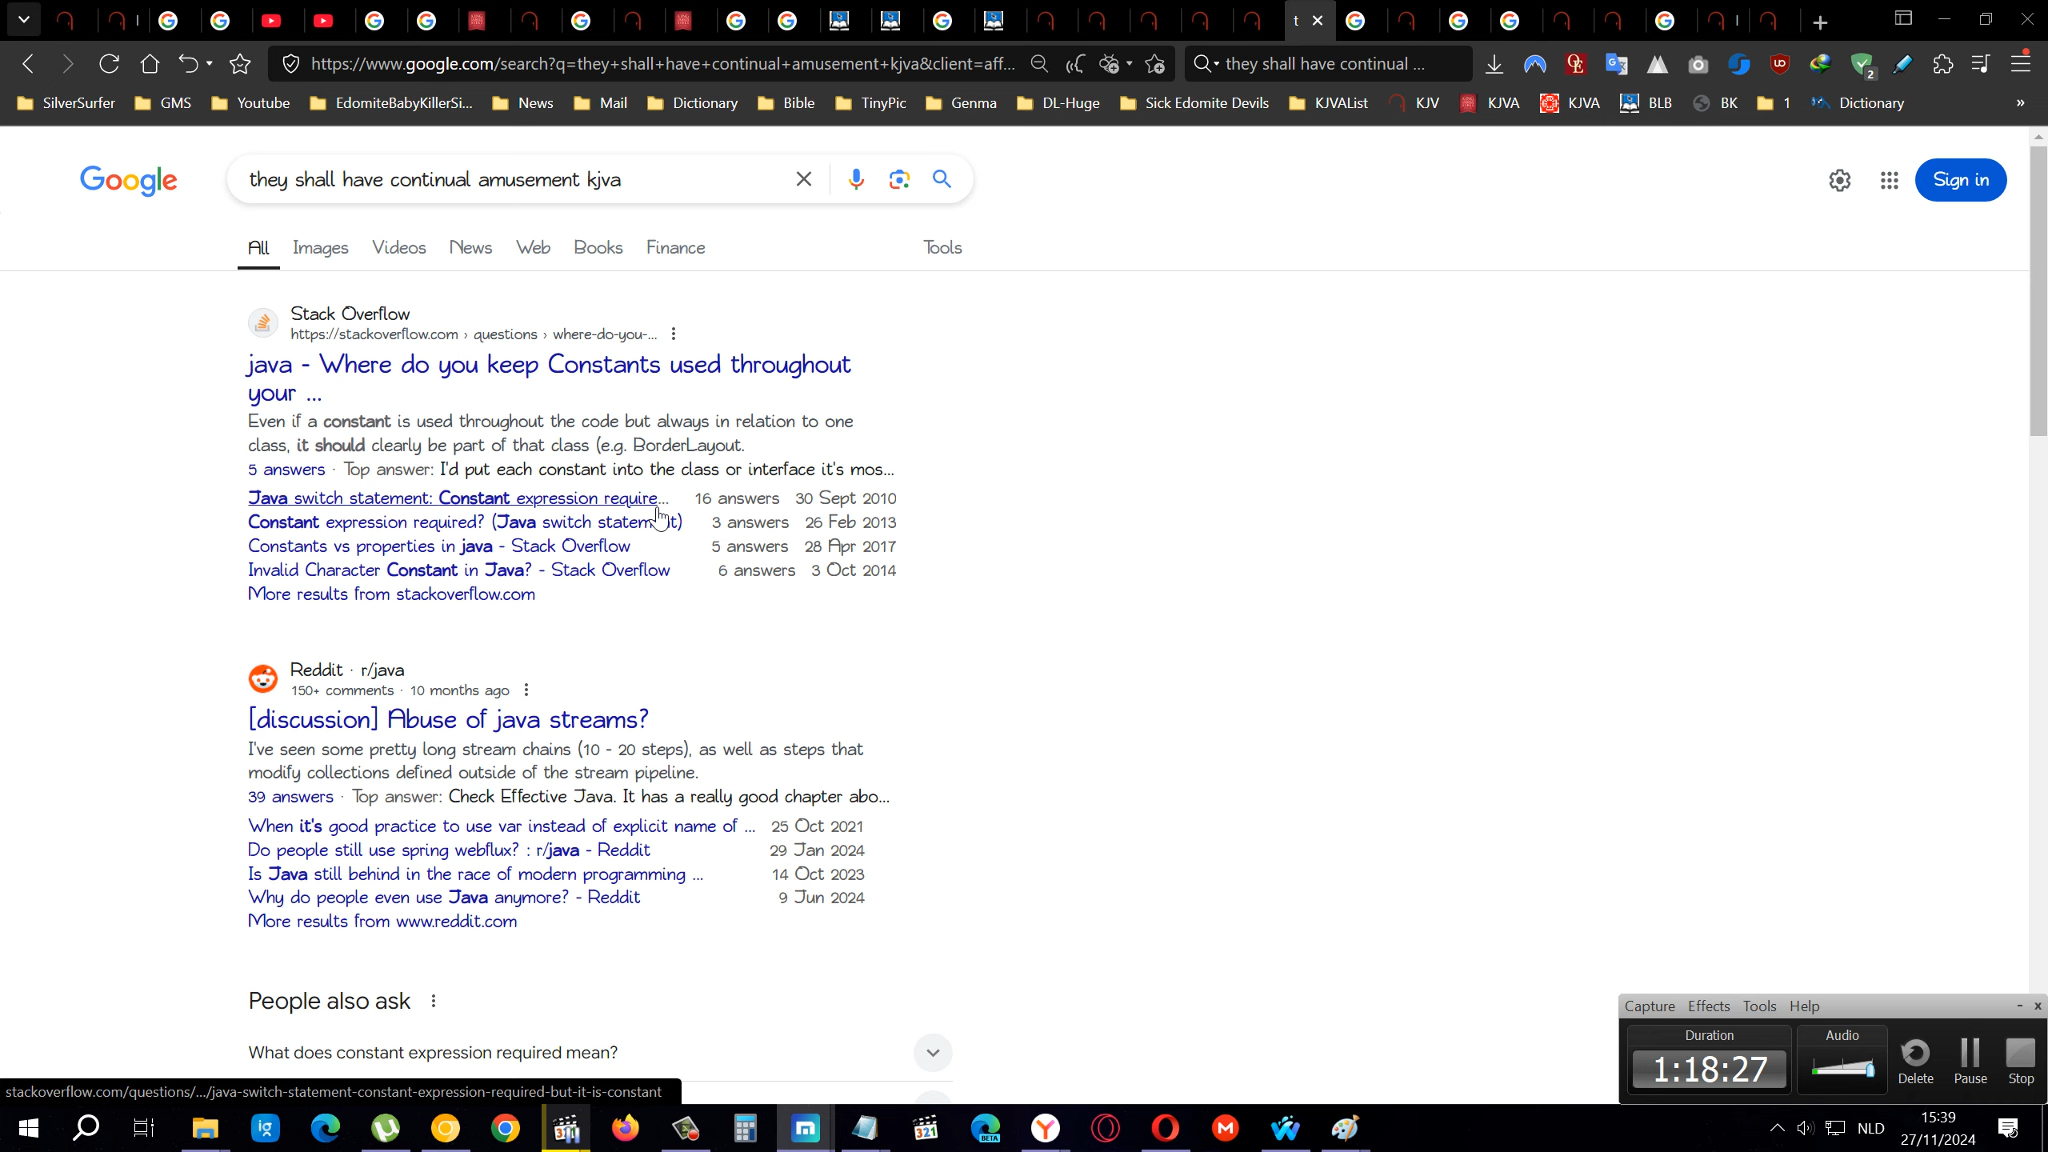 https://www.google.com/search?q=they+shall+have+continual+amusement+kjva&client=aff...
they shall have continual ...
2
SilverSurfer
GMS
Youtube
EdomiteBabyKillerSi...
News
Mail
Dictionary
Bible
TinyPic
Genma
DL-Huge
Sick Edomite Devils
KJVAList
KJV
KJVA
KJVA
BLB
BK
1
Dictionary
»
Google
they shall have continual amusement kjva
Sign in
All
Images
Videos
News
Web
Books
Finance
Tools
Stack Overflow
https://stackoverflow.com › questions › where-do-you-...
java - Where do you keep Constants used throughout
your ...
Even if a constant is used throughout the code but always in relation to one
class, it should clearly be part of that class (e.g. BorderLayout.
5 answers · Top answer: I'd put each constant into the class or interface it's mos...
Java switch statement: Constant expression require... 16 answers 30 Sept 2010
Constant expression required? (Java switch statement) 3 answers 26 Feb 2013
Constants vs properties in java - Stack Overflow 5 answers 28 Apr 2017
Invalid Character Constant in Java? - Stack Overflow 6 answers 3 Oct 2014
More results from stackoverflow.com
Reddit · r/java
150+ comments · 10 months ago
[discussion] Abuse of java streams?
I've seen some pretty long stream chains (10 - 20 steps), as well as steps that
modify collections defined outside of the stream pipeline.
39 answers · Top answer: Check Effective Java. It has a really good chapter abo...
When it's good practice to use var instead of explicit name of ... 25 Oct 2021
Do people still use spring webflux? : r/java - Reddit 29 Jan 2024
Is Java still behind in the race of modern programming ... 14 Oct 2023
Why do people even use Java anymore? - Reddit 9 Jun 2024
More results from www.reddit.com
People also ask
What does constant expression required mean?
Capture Effects Tools Help
Duration
Audio
1:18:27
Delete
Pause
Stop
stackoverflow.com/questions/.../java-switch-statement-constant-expression-required-but-it-is-constant
NLD
15:39
27/11/2024